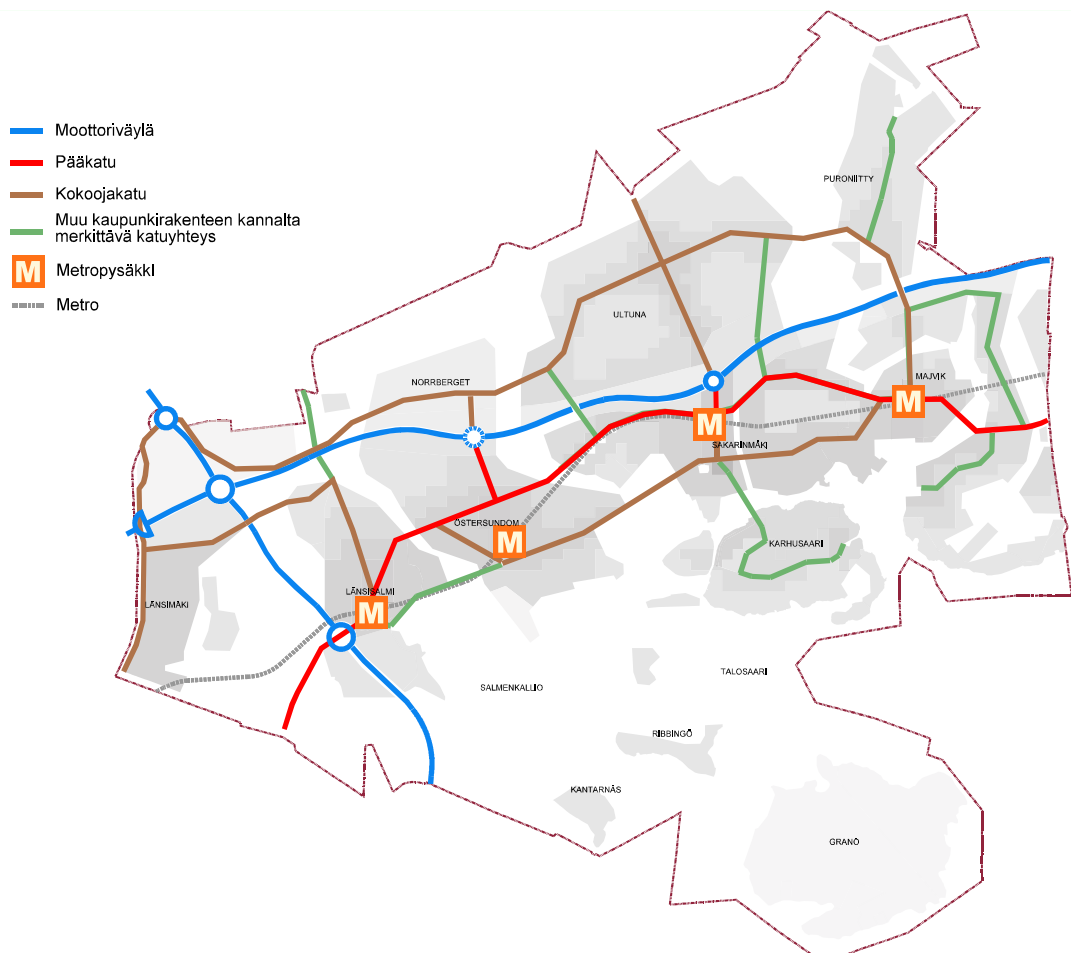 Moottoriväylä
Pääkatu
Kokoojakatu
Muu kaupunkirakenteen kannalta
merkittävä katuyhteys
M Metropysäkki
Metro
PURONIITTY
ULTUNA
NORRBERGET
MAJVIK
M
M
SAKARINMÄKI
ÖSTERSUNDOM
M
KARHUSAARI
LÄNSISALMI
M
LÄNSIMÄKI
TALOSAARI
SALMENKALLIO
RIBBINGÖ
KANTARNÄS
GRANÖ